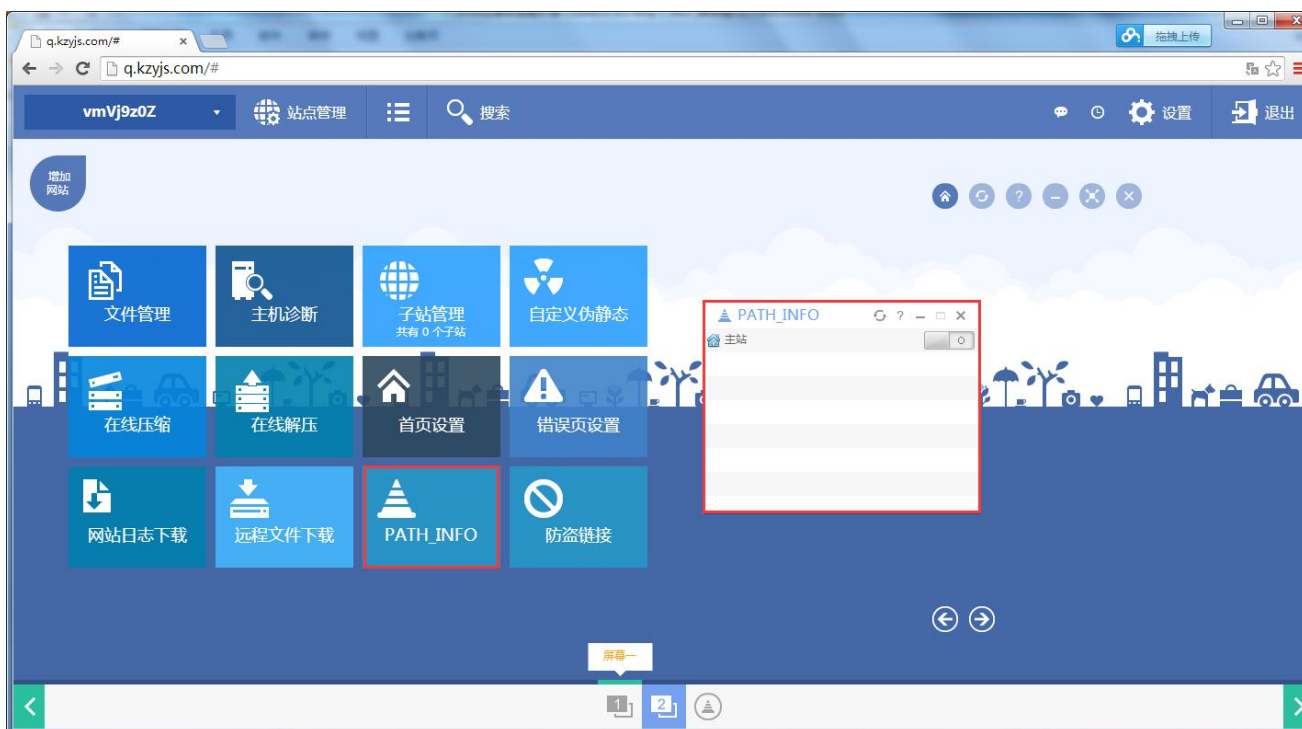 q.kzyjs.com/#
拖拽上传
q.kzyjs.com/#
vmVj9z0Z
站点管理
搜索
设置
退出
增加
网站
文件管理
主机诊断
子站管理
共有 0 个子站
自定义伪静态
PATH_INFO
主站
在线压缩
在线解压
首页设置
错误页设置
网站日志下载
远程文件下载
PATH_INFO
防盗链接
屏幕一
1
2